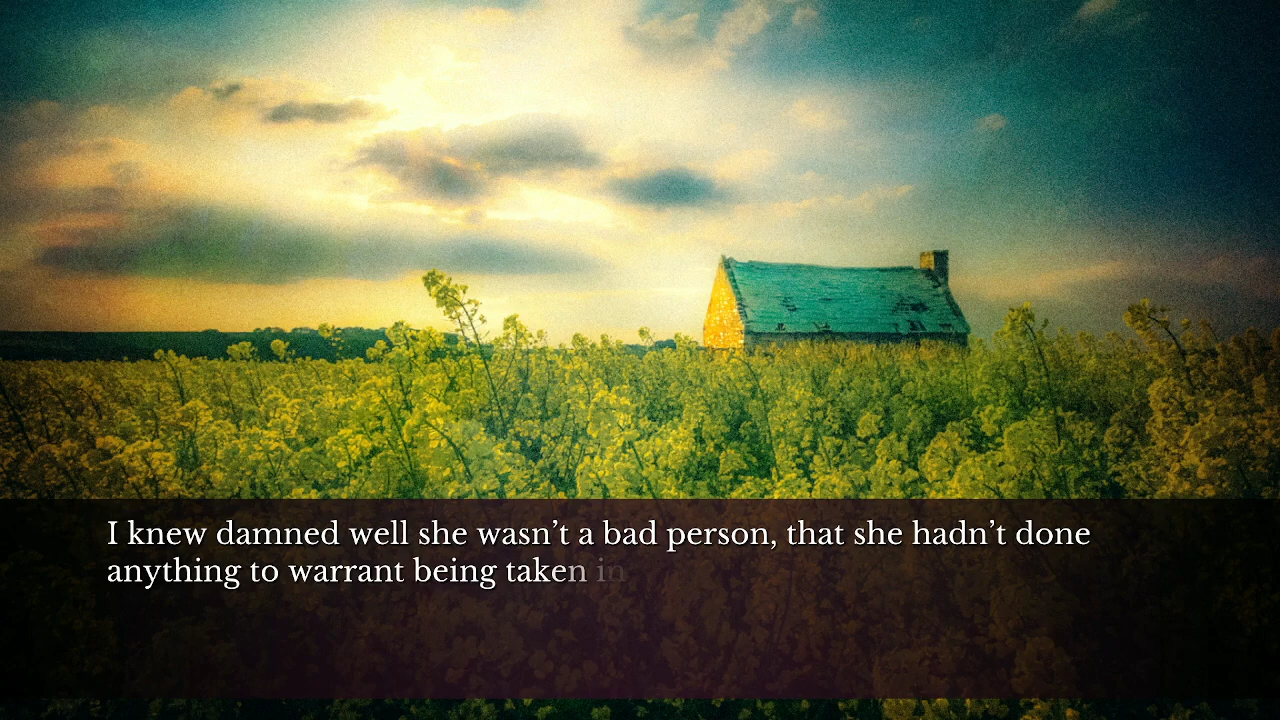 I knew damned well she wasn’t a bad person, that she hadn’t done
anything to warrant being taken in